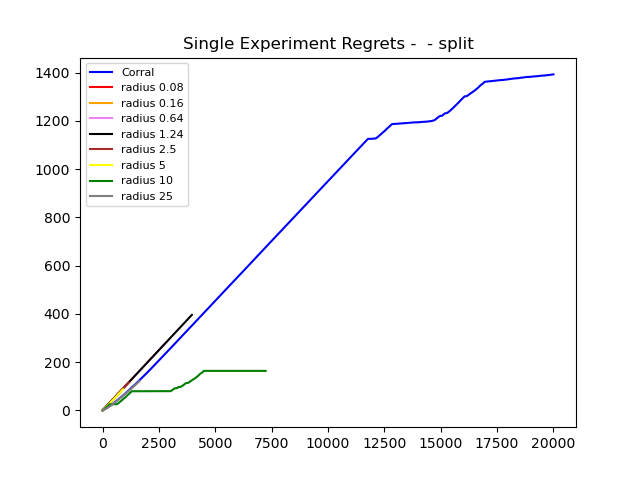 Single Experiment Regrets -  - split
1400
1200
1000
800
600
400
200
0
Corral
radius 0.08
radius 0.16
radius 0.64
radius 1.24
radius 2.5
radius 5
radius 10
radius 25
0 2500 5000 7500 10000 12500 15000 17500 20000